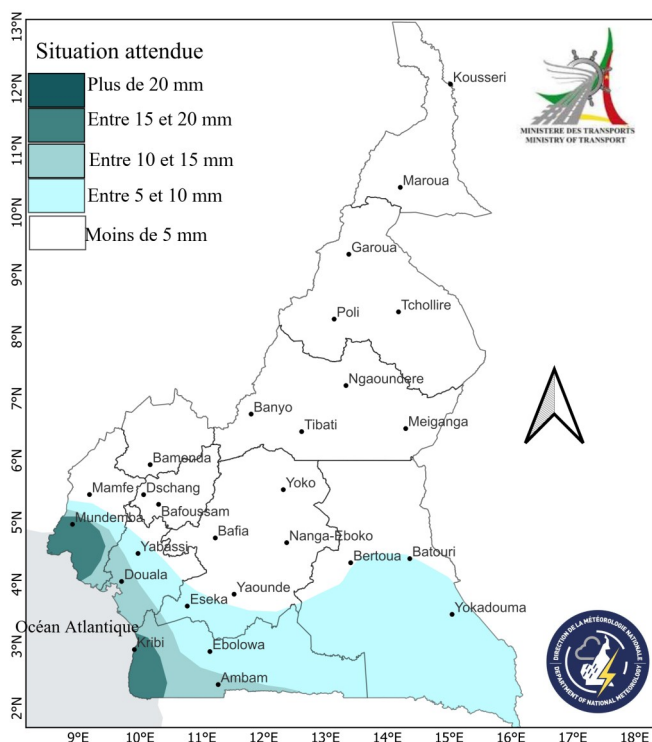 Situation attendue
Plus de 20 mm
Entre 15 et 20 mm
Entre 10 et 15 mm
Entre 5 et 10 mm
Moins de 5 mm
MINISTERE DES TRANSPORTS
MINISTRY OF TRANSPORT
13°N
12°N
11°N
10°N
9°N
8°N
7°N
6°N
5°N
4°N
3°N
2°N
Kousseri
Maroua
Garoua
Tchollire
Poli
Ngaoundere
Banyo
Tibati
Meiganga
Bamenda
Mamfe
Dschang
Yoko
Bafoussam
Mundemba
Bafia
Nanga-Eboko
Yabassi
Bertoua
Batouri
Douala
Yaounde
Eseka
Yokadouma
Océan Atlantique
Kribi
Ebolowa
Ambam
DIRECTION DE LA MÉTÉOROLOGIE NATIONALE
DEPARTMENT OF NATIONAL METEOROLOGY
9°E 10°E 11°E 12°E 13°E 14°E 15°E 16°E 17°E 18°E